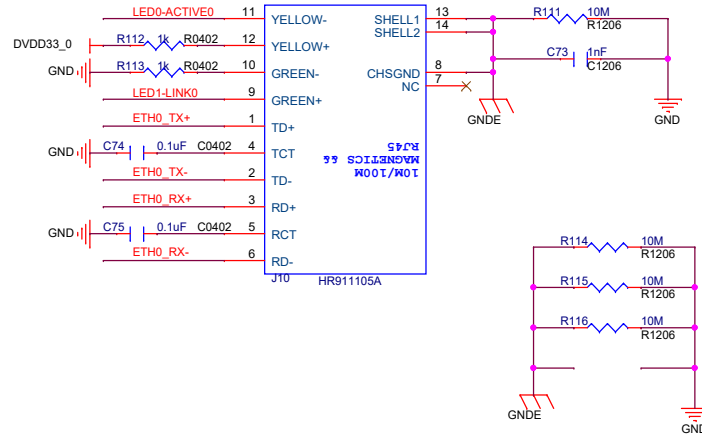 LED0-ACTIVE0 11 YELLOW- SHELL1 13 R111 10M
SHELL2 14 R1206
DVDD33_0 R112 1k R0402 12 YELLOW+
C73 1nF
C1206
GND R113 1k R0402 10 GREEN- CHSGND 8
NC 7
LED1-LINK0 9 GREEN+
GNDE GND
ETH0_TX+ 1 TD+
GND C74 0.1uF C0402 4 TCT
10M/100M
MAGNETICS &&
RJ45
ETH0_TX- 2 TD-
ETH0_RX+ 3 RD+
GND C75 0.1uF C0402 5 RCT
ETH0_RX- 6 RD-
J10 HR911105A
R114 10M
R1206
R115 10M
R1206
R116 10M
R1206
GNDE GND